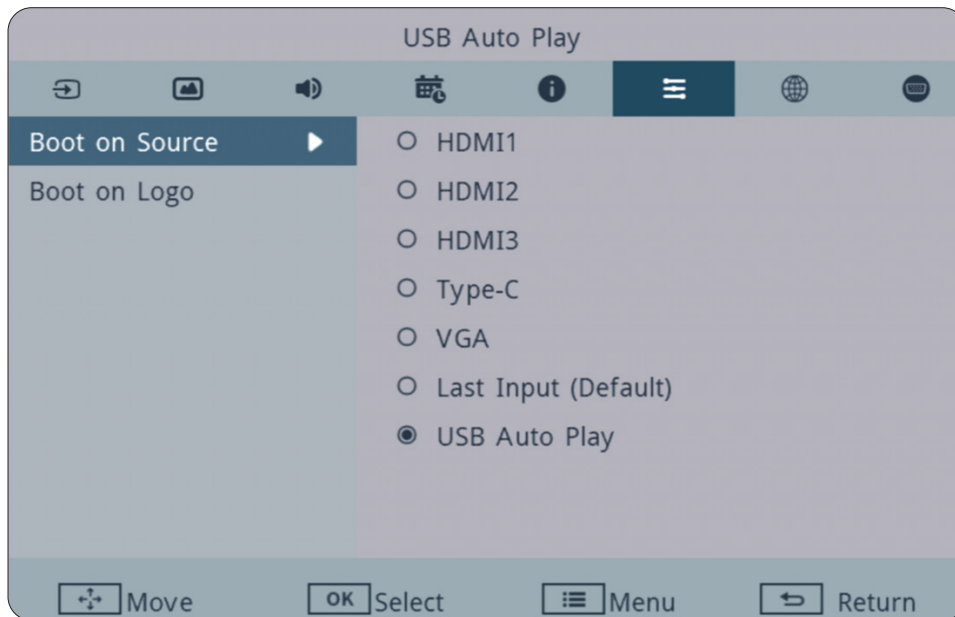 USB Auto Play
Boot on Source
Boot on Logo
HDMI1
HDMI2
HDMI3
Type-C
VGA
Last Input (Default)
USB Auto Play
Move
OK Select
Menu
Return